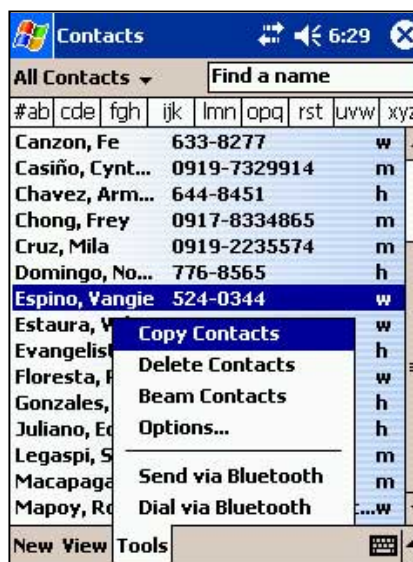 Contacts 6:29
All Contacts Find a name
#ab cde fgh ijk lmn opq rst uvw xyz
Canzon, Fe 633-8277 w
Casiño, Cynt... 0919-7329914 m
Chavez, Arm... 644-8451 h
Chong, Frey 0917-8334865 m
Cruz, Mila 0919-2235574 m
Domingo, No... 776-8565 h
Espino, Vangie 524-0344 w
Estaura, w
Copy Contacts
Evangelis h
Delete Contacts
Floresta, w
Beam Contacts
Gonzales, h
Options...
Juliano, h
Legaspi, m
Send via Bluetooth
Macapaga m
Dial via Bluetooth
Mapoy, ...w
New View Tools